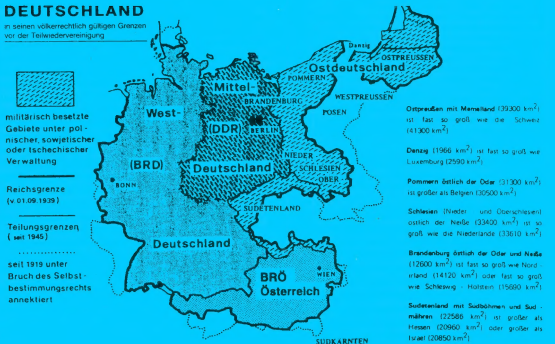 DEUTSCHLAND
in seinen völkerrechtlich gültigen Grenzen
vor der Teilwiedervereinigung
militärisch besetzte
Gebiete unter pol-
nischer, sowjetischer
oder tschechischer
Verwaltung
Reichsgrenze
(v. 01.09.1939)
Teilungsgrenzen
(seit 1945)
seit 1919 unter
Bruch des Selbst-
bestimmungsrechts
annektiert
Danzig
OSTPREUSSEN
Ostdeutschland
POMMERN
WESTPREUSSEN
Mittel-
BRANDENBURG
POSEN
West-
(DDR)
BERLIN
(BRD)
Deutschland
NIEDER
SCHLESIEN
OBER
BONN
SUDETENLAND
Deutschland
BRÖ
WIEN
Österreich
SÜDKÄRNTEN
Ostpreußen mit Memelland (39300 km²)
ist fast so groß wie die Schweiz
(41300 km²)
Danzig (1966 km²) ist fast so groß wie
Luxemburg (2590 km²)
Pommern östlich der Oder (31300 km²)
ist größer als Belgien (30500 km²)
Schlesien (Nieder- und Oberschlesien)
östlich der Neiße (33400 km²) ist so
groß wie die Niederlande (33610 km²)
Brandenburg östlich der Oder und Neiße
(12600 km²) ist fast so groß wie Nord-
irland (14120 km²) oder fast so groß
wie Schleswig - Holstein (15690 km²)
Sudetenland mit Südböhmen und Süd-
mähren (22586 km²) ist größer als
Hessen (20960 km²) oder größer als
Israel (20850 km²)